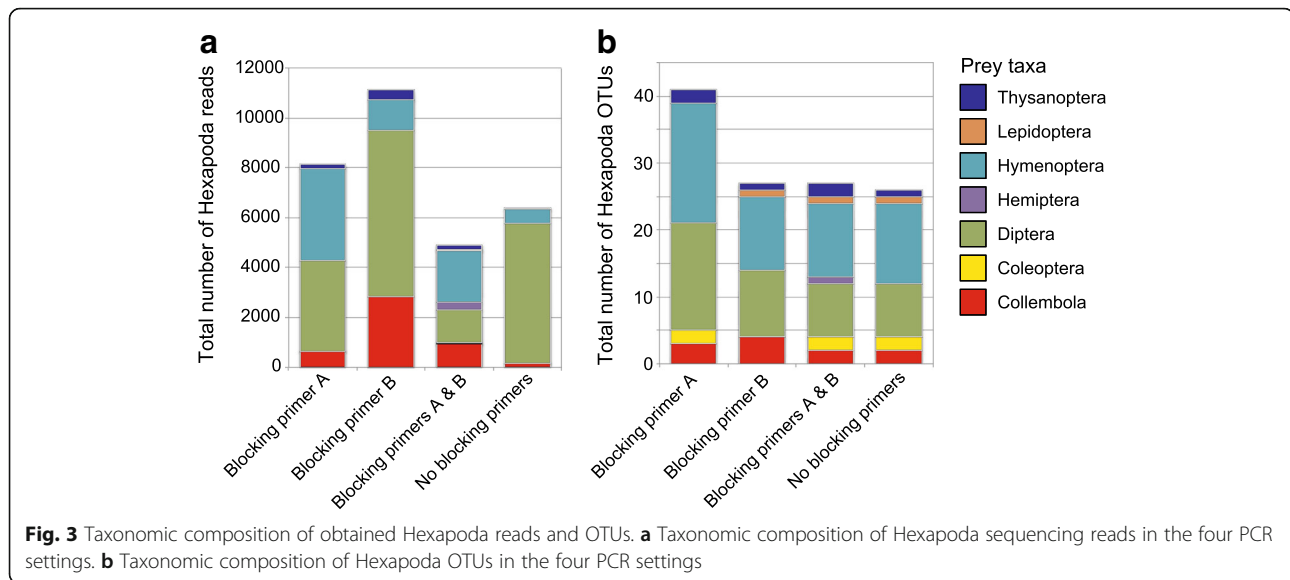 a
Total number of Hexapoda reads
12000
10000
8000
6000
4000
2000
0
Blocking primer A
Blocking primer B
Blocking primers A & B
No blocking primers
b
Total number of Hexapoda OTUs
40
30
20
10
0
Blocking primer A
Blocking primer B
Blocking primers A & B
No blocking primers
Prey taxa
Thysanoptera
Lepidoptera
Hymenoptera
Hemiptera
Diptera
Coleoptera
Collembola
Fig. 3 Taxonomic composition of obtained Hexapoda reads and OTUs. a Taxonomic composition of Hexapoda sequencing reads in the four PCR
settings. b Taxonomic composition of Hexapoda OTUs in the four PCR settings